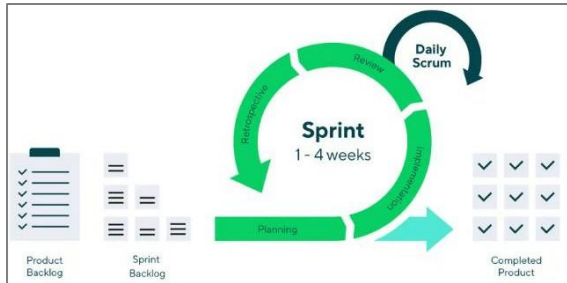 Daily
Scrum
Review
Retrospective
Sprint
1 - 4 weeks
Implementation
Planning
Product
Backlog
Sprint
Backlog
Completed
Product